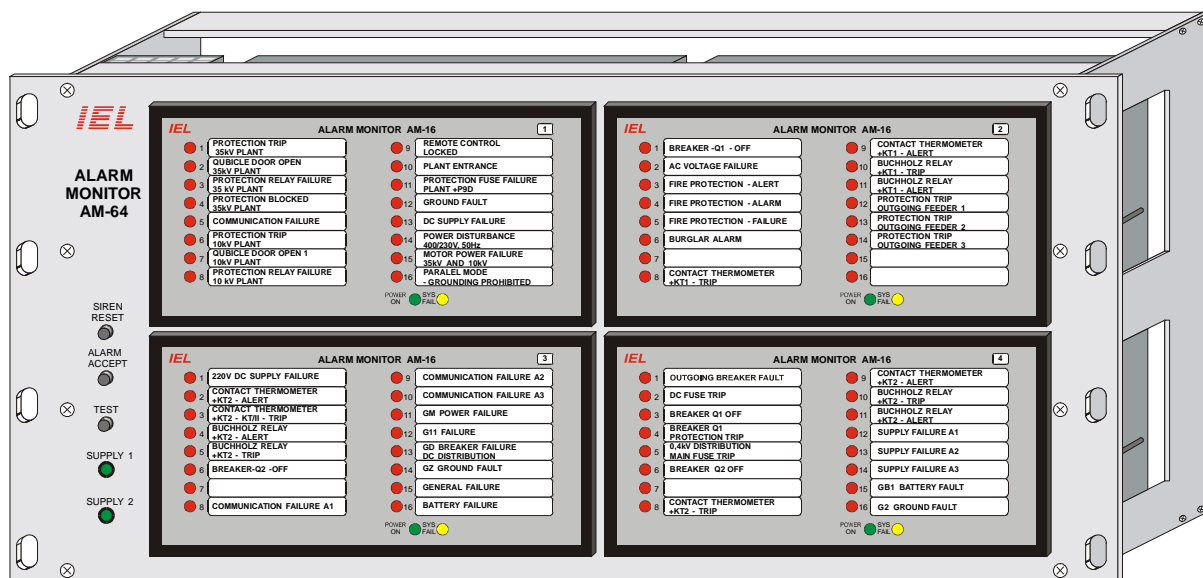 IEL
ALARM
MONITOR
AM-64
SIREN
RESET
ALARM
ACCEPT
TEST
SUPPLY 1
SUPPLY 2
IEL ALARM MONITOR AM-16 1
1 PROTECTION TRIP
35kV PLANT
2 QUBICLE DOOR OPEN
35kV PLANT
3 PROTECTION RELAY FAILURE
35 kV PLANT
4 PROTECTION BLOCKED
35kV PLANT
5 COMMUNICATION FAILURE
6 PROTECTION TRIP
10kV PLANT
7 QUBICLE DOOR OPEN 1
10kV PLANT
8 PROTECTION RELAY FAILURE
10 kV PLANT
9 REMOTE CONTROL
LOCKED
10 PLANT ENTRANCE
11 PROTECTION FUSE FAILURE
PLANT +P9D
12 GROUND FAULT
13 DC SUPPLY FAILURE
14 POWER DISTURBANCE
400/230V, 50Hz
15 MOTOR POWER FAILURE
35kV AND 10kV
16 PARALEL MODE
- GROUNDING PROHIBITED
POWER
ON
SYS
FAIL
IEL ALARM MONITOR AM-16 2
1 BREAKER -Q1 - OFF
2 AC VOLTAGE FAILURE
3 FIRE PROTECTION - ALERT
4 FIRE PROTECTION - ALARM
5 FIRE PROTECTION - FAILURE
6 BURGLAR ALARM
7
8 CONTACT THERMOMETER
+KT1 - TRIP
9 CONTACT THERMOMETER
+KT1 - ALERT
10 BUCHHOLZ RELAY
+KT1 - TRIP
11 BUCHHOLZ RELAY
+KT1 - ALERT
12 PROTECTION TRIP
OUTGOING FEEDER 1
13 PROTECTION TRIP
OUTGOING FEEDER 2
14 PROTECTION TRIP
OUTGOING FEEDER 3
15
16
POWER
ON
SYS
FAIL
IEL ALARM MONITOR AM-16 3
1 220V DC SUPPLY FAILURE
2 CONTACT THERMOMETER
+KT2 - ALERT
3 CONTACT THERMOMETER
+KT2 - KT/II - TRIP
4 BUCHHOLZ RELAY
+KT2 - ALERT
5 BUCHHOLZ RELAY
+KT2 - TRIP
6 BREAKER-Q2 -OFF
7
8 COMMUNICATION FAILURE A1
9 COMMUNICATION FAILURE A2
10 COMMUNICATION FAILURE A3
11 GM POWER FAILURE
12 G11 FAILURE
13 GD BREAKER FAILURE
DC DISTRIBUTION
14 GZ GROUND FAULT
15 GENERAL FAILURE
16 BATTERY FAILURE
POWER
ON
SYS
FAIL
IEL ALARM MONITOR AM-16 4
1 OUTGOING BREAKER FAULT
2 DC FUSE TRIP
3 BREAKER Q1 OFF
4 BREAKER Q1
PROTECTION TRIP
5 0,4kV DISTRIBUTION
MAIN FUSE TRIP
6 BREAKER Q2 OFF
7
8 CONTACT THERMOMETER
+KT2 - TRIP
9 CONTACT THERMOMETER
+KT2 - ALERT
10 BUCHHOLZ RELAY
+KT2 - TRIP
11 BUCHHOLZ RELAY
+KT2 - ALERT
12 SUPPLY FAILURE A1
13 SUPPLY FAILURE A2
14 SUPPLY FAILURE A3
15 GB1 BATTERY FAULT
16 G2 GROUND FAULT
POWER
ON
SYS
FAIL